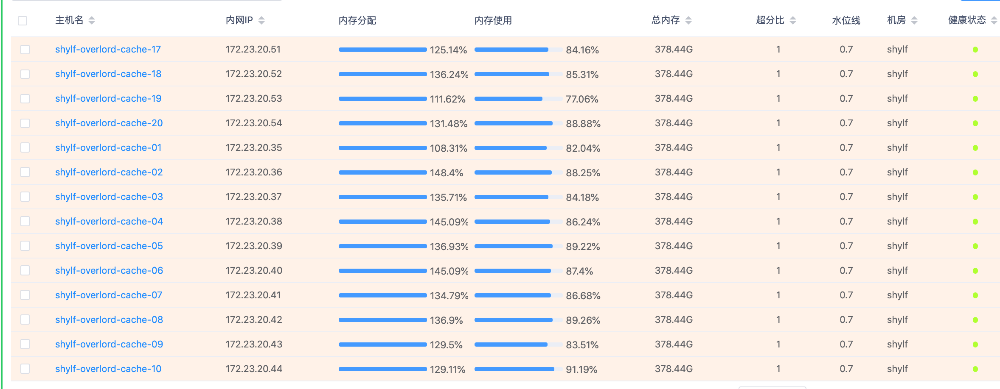 主机名 内网IP 内存分配 内存使用 总内存 超分比 水位线 机房 健康状态
shylf-overlord-cache-17 172.23.20.51 125.14% 84.16% 378.44G 1 0.7 shylf
shylf-overlord-cache-18 172.23.20.52 136.24% 85.31% 378.44G 1 0.7 shylf
shylf-overlord-cache-19 172.23.20.53 111.62% 77.06% 378.44G 1 0.7 shylf
shylf-overlord-cache-20 172.23.20.54 131.48% 88.88% 378.44G 1 0.7 shylf
shylf-overlord-cache-01 172.23.20.35 108.31% 82.04% 378.44G 1 0.7 shylf
shylf-overlord-cache-02 172.23.20.36 148.4% 88.25% 378.44G 1 0.7 shylf
shylf-overlord-cache-03 172.23.20.37 135.71% 84.18% 378.44G 1 0.7 shylf
shylf-overlord-cache-04 172.23.20.38 145.09% 86.24% 378.44G 1 0.7 shylf
shylf-overlord-cache-05 172.23.20.39 136.93% 89.22% 378.44G 1 0.7 shylf
shylf-overlord-cache-06 172.23.20.40 145.09% 87.4% 378.44G 1 0.7 shylf
shylf-overlord-cache-07 172.23.20.41 134.79% 86.68% 378.44G 1 0.7 shylf
shylf-overlord-cache-08 172.23.20.42 136.9% 89.26% 378.44G 1 0.7 shylf
shylf-overlord-cache-09 172.23.20.43 129.5% 83.51% 378.44G 1 0.7 shylf
shylf-overlord-cache-10 172.23.20.44 129.11% 91.19% 378.44G 1 0.7 shylf